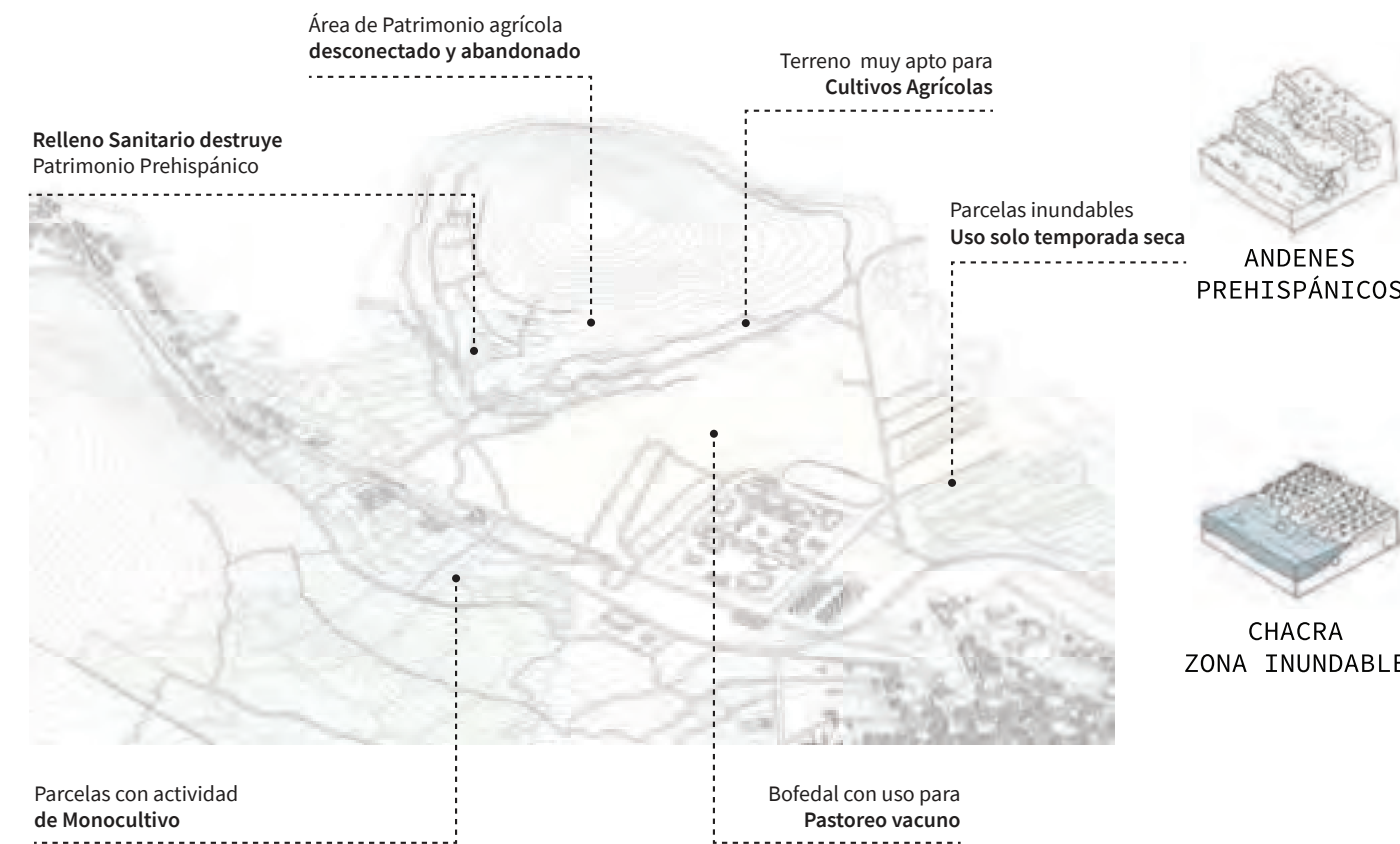 Área de Patrimonio agrícola
desconectado y abandonado
Terreno muy apto para
Cultivos Agrícolas
Relleno Sanitario destruye
Patrimonio Prehispánico
Parcelas inundables
Uso solo temporada seca
ANDENES
PREHISPÁNICOS
CHACRA
ZONA INUNDABLE
Parcelas con actividad
de Monocultivo
Bofedal con uso para
Pastoreo vacuno